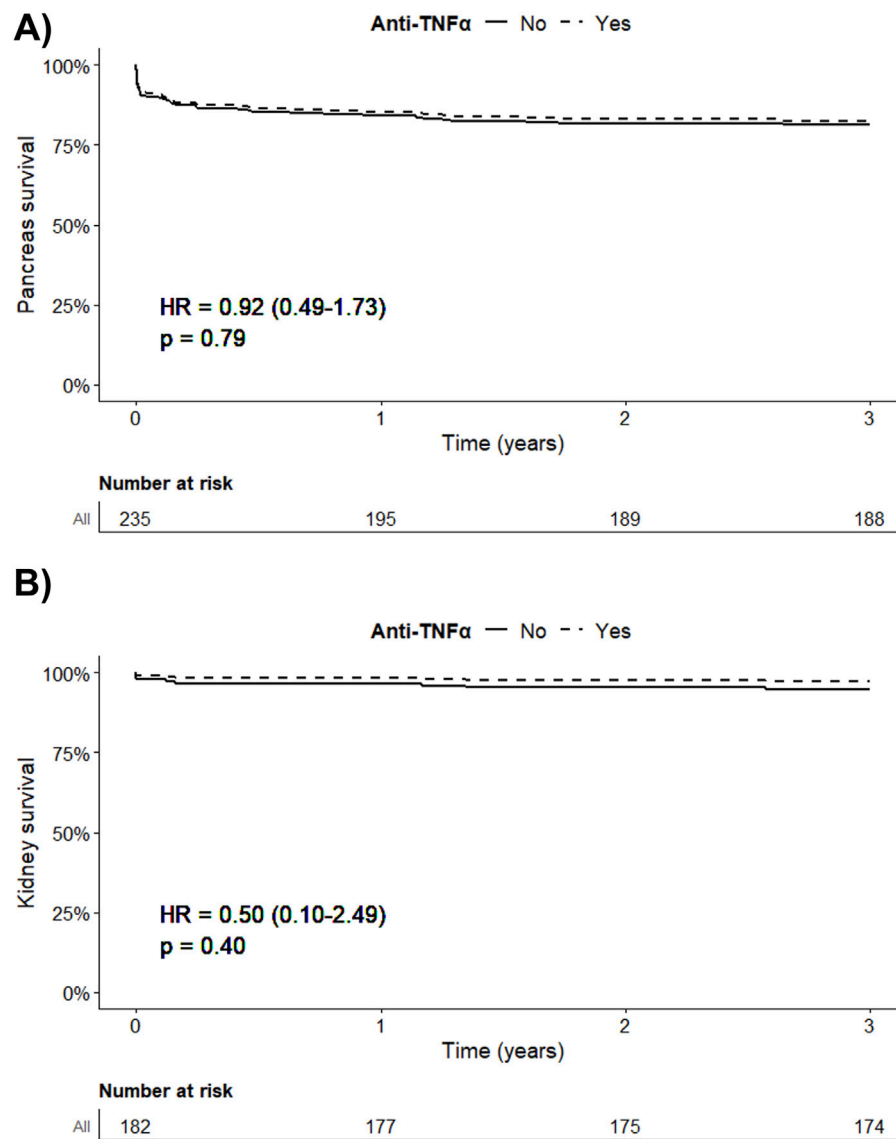 A)
Anti-TNFα No Yes
100%
75%
50%
25%
0%
Pancreas survival
HR = 0.92 (0.49-1.73)
p = 0.79
0 1 2 3
Time (years)
Number at risk
All 235 195 189 188
B)
Anti-TNFα No Yes
100%
75%
50%
25%
0%
Kidney survival
HR = 0.50 (0.10-2.49)
p = 0.40
0 1 2 3
Time (years)
Number at risk
All 182 177 175 174